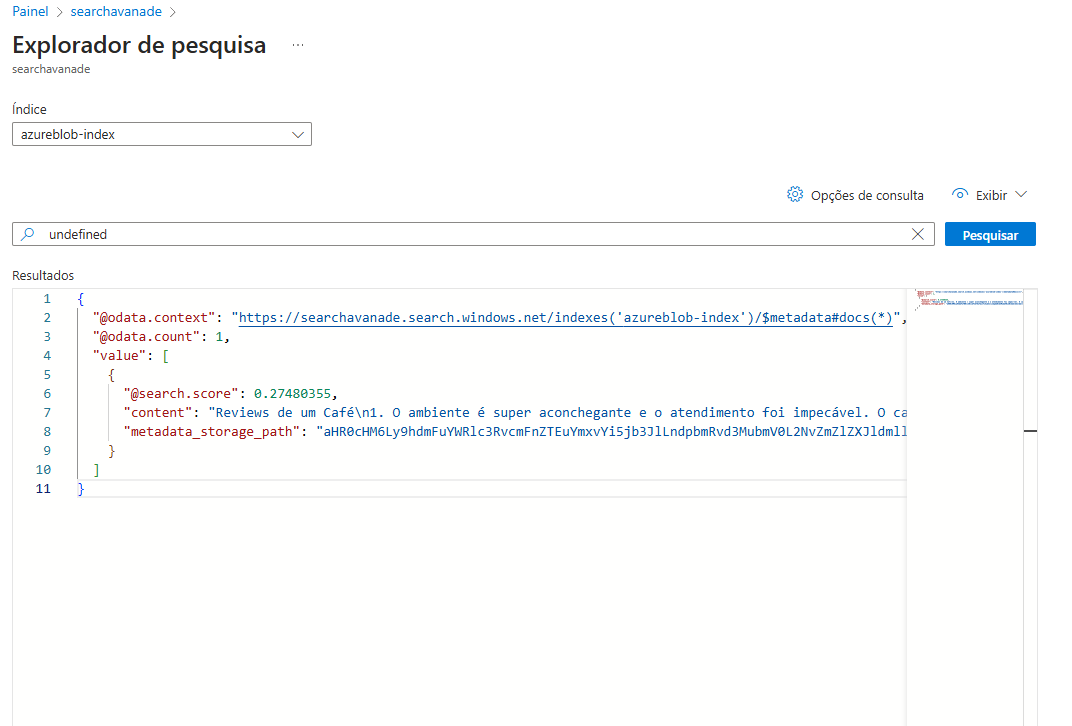 Painel > searchavanade >
Explorador de pesquisa ...
searchavanade
Índice
azureblob-index
Opções de consulta Exibir
undefined Pesquisar
Resultados
1 {
2 "@odata.context": "https://searchavanade.search.windows.net/indexes('azureblob-index')/$metadata#docs(*)",
3 "@odata.count": 1,
4 "value": [
5 {
6 "@search.score": 0.27480355,
7 "content": "Reviews de um Café\n1. O ambiente é super aconchegante e o atendimento foi impecável. O ca
8 "metadata_storage_path": "aHR0cHM6Ly9hdmFuYWRlc3RvcmFnZTEuYmxvYi5jb3JlLndpbmRvd3MubmV0L2NvZmZlZXJldmll
9 }
10 ]
11 }